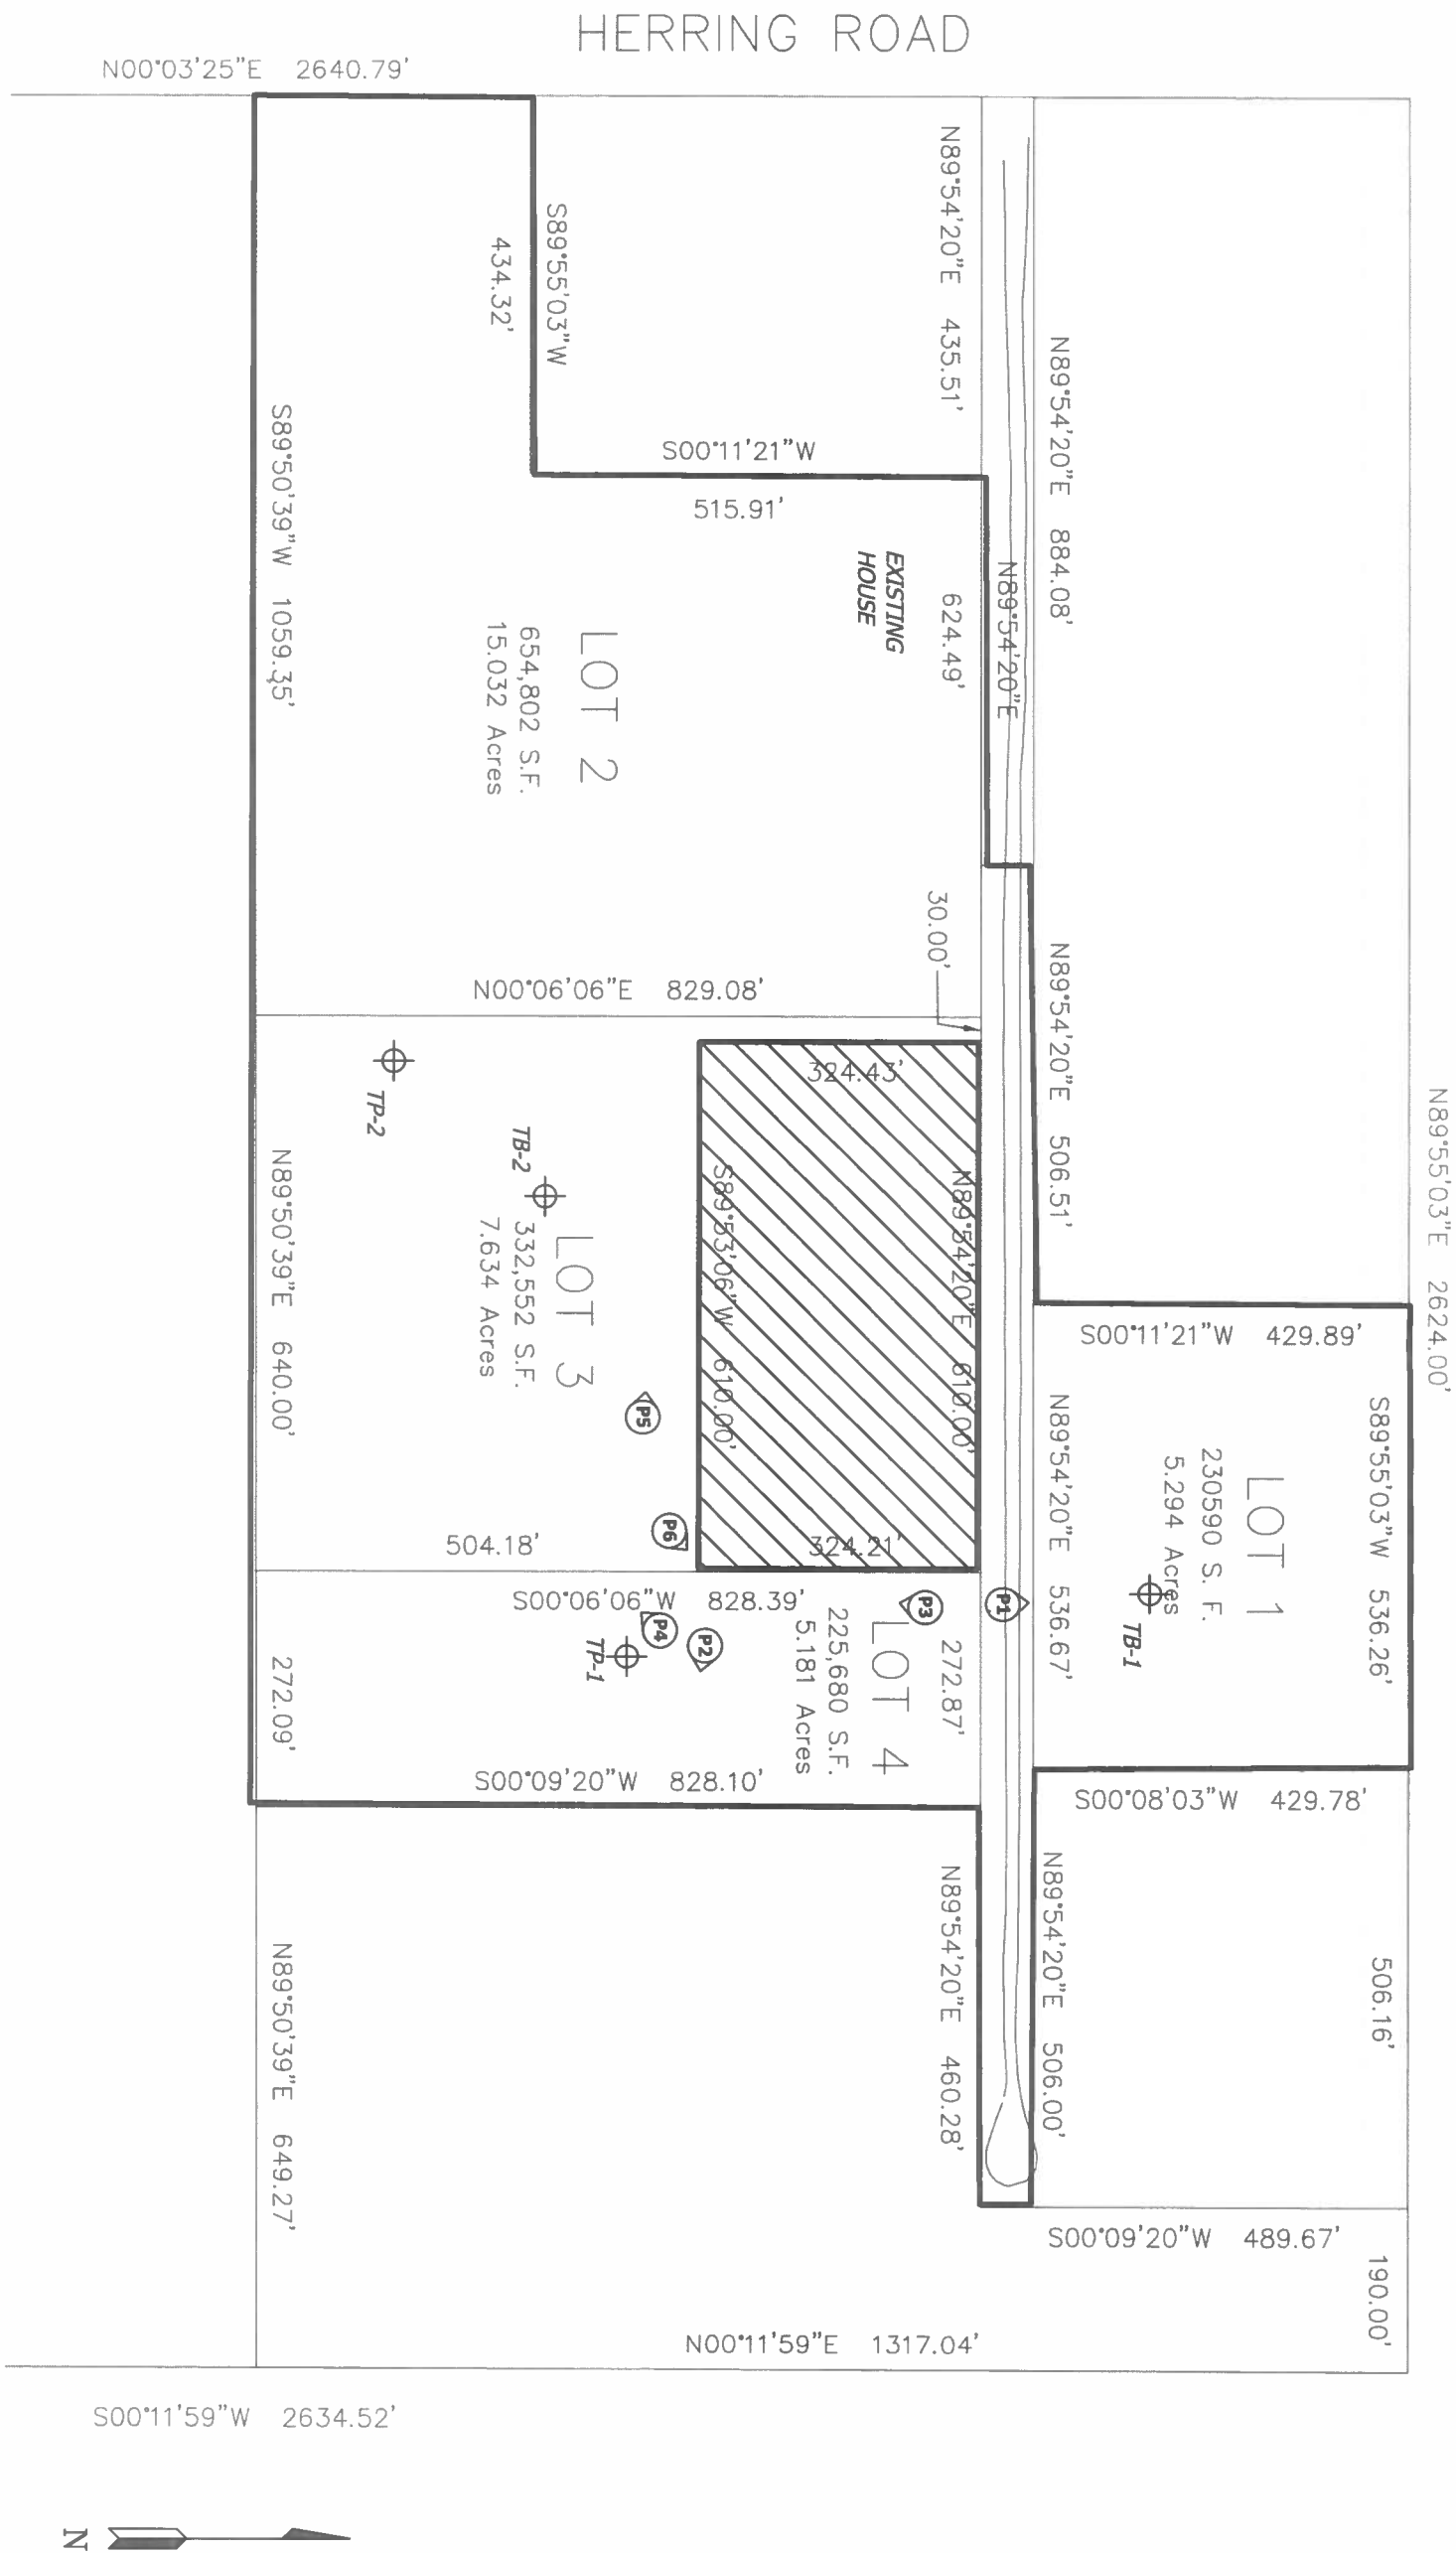 HERRING ROAD
N00°03'25"E 2640.79'
N89°54'20"E 435.51'
S89°55'03"W
434.32'
N89°54'20"E 884.08'
S00°11'21"W
515.91'
S89°50'39"W 1059.35'
EXISTING
HOUSE
624.49'
N89°54'20"E
LOT 2
654,802 S.F.
15.032 Acres
30.00'
N89°54'20"E 506.51'
N00°06'06"E 829.08'
N89°55'03"E 2624.00'
324.43'
TP-2
TB-2
N89°50'39"E 640.00'
LOT 3
332,552 S.F.
7.634 Acres
S89°53'06"W 610.00'
N89°54'20"E 610.00'
S00°11'21"W 429.89'
N89°54'20"E 536.67'
S89°55'03"W 536.26'
LOT 1
230590 S. F.
5.294 Acres
TB-1
P5
P6
504.18'
324.21'
S00°06'06"W 828.39'
P3
P1
P4
P2
TP-1
272.09'
LOT 4
225,680 S.F.
5.181 Acres
272.87'
S00°09'20"W 828.10'
S00°08'03"W 429.78'
N89°54'20"E 460.28'
N89°54'20"E 506.00'
506.16'
N89°50'39"E 649.27'
S00°09'20"W 489.67'
190.00'
N00°11'59"E 1317.04'
S00°11'59"W 2634.52'
N